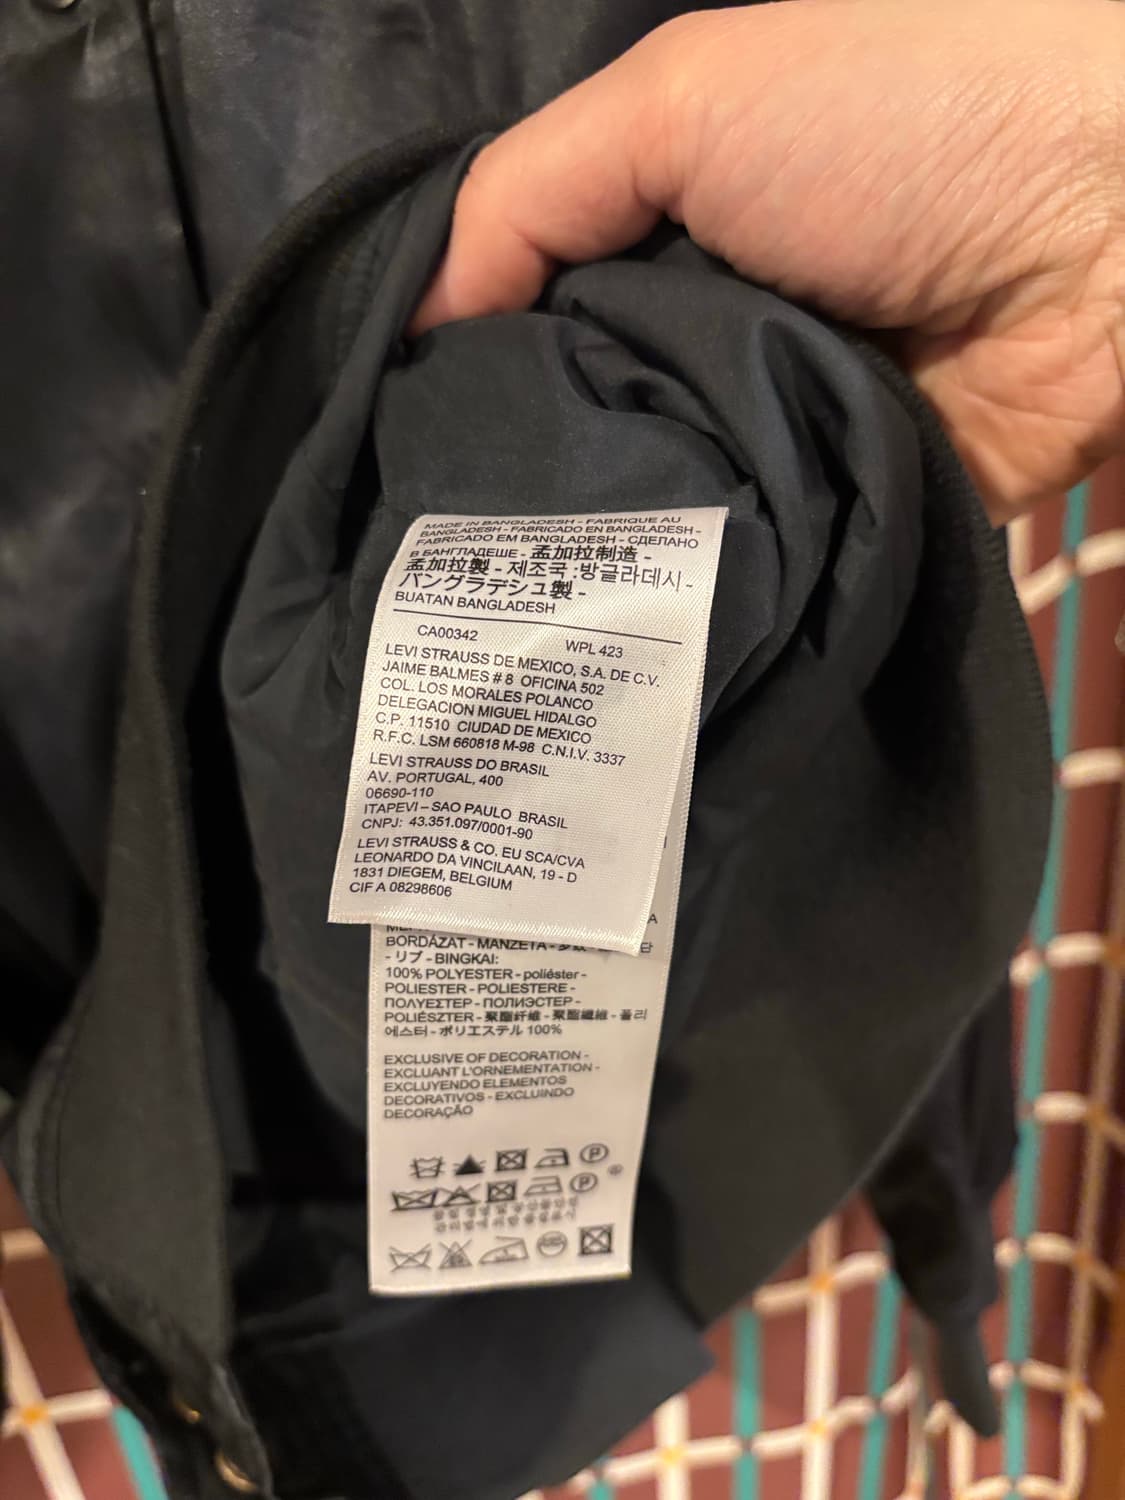 MADE IN BANGLADESH - FABRIQUE AU
BANGLADESH - FABRICADO EN BANGLADESH -
FABRICADO EM BANGLADESH - СДЕЛАНО
В БАНГЛАДЕШЕ - 孟加拉制造 -
孟加拉製 - 제조국 :방글라데시 -
バングラデシュ製 -
BUATAN BANGLADESH
CA00342 WPL 423
LEVI STRAUSS DE MEXICO, S.A. DE C.V.
JAIME BALMES # 8 OFICINA 502
COL. LOS MORALES POLANCO
DELEGACION MIGUEL HIDALGO
C.P. 11510 CIUDAD DE MEXICO
R.F.C. LSM 660818 M-98 C.N.I.V. 3337
LEVI STRAUSS DO BRASIL
AV. PORTUGAL, 400
06690-110
ITAPEVI – SAO PAULO BRASIL
CNPJ: 43.351.097/0001-90
LEVI STRAUSS & CO. EU SCA/CVA
LEONARDO DA VINCILAAN, 19 - D
1831 DIEGEM, BELGIUM
CIF A 08298606
BORDÁZAT - MANZETA -
- リブ - BINGKAI:
100% POLYESTER - poliéster -
POLIESTER - POLIESTERE -
ΠΟΛΥΕΣΤΕΡ - ПОЛИЭСТЕР -
POLIÉSZTER - 聚酯纤维 - 聚酯纖維 - 폴리
에스터 - ポリエステル 100%
EXCLUSIVE OF DECORATION -
EXCLUANT L'ORNEMENTATION -
EXCLUYENDO ELEMENTOS
DECORATIVOS - EXCLUINDO
DECORAÇÃO